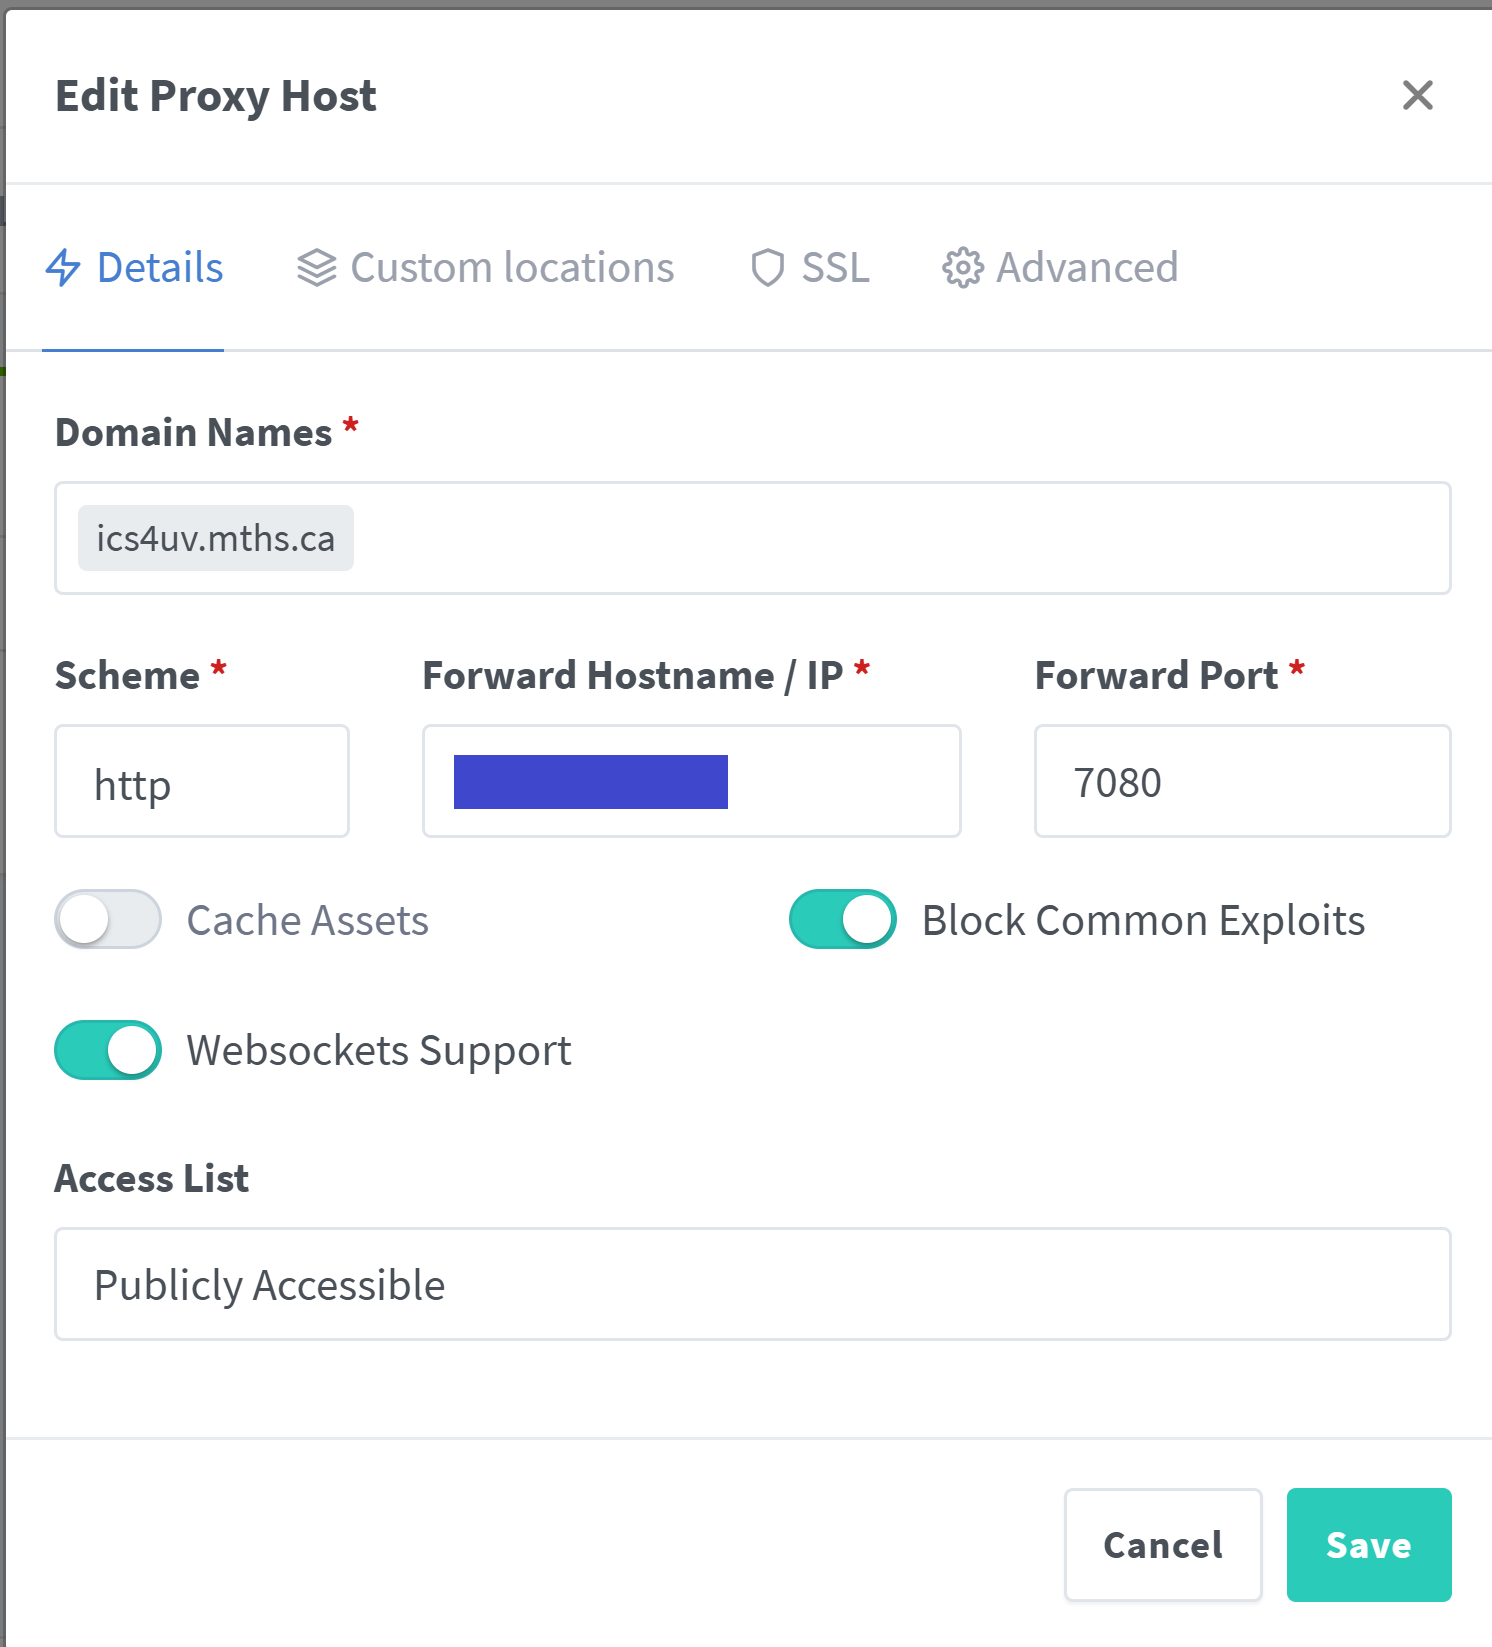 Edit Proxy Host
Details Custom locations SSL Advanced
Domain Names *
ics4uv.mths.ca
Scheme * Forward Hostname / IP * Forward Port *
http 7080
Cache Assets Block Common Exploits
Websockets Support
Access List
Publicly Accessible
Cancel Save